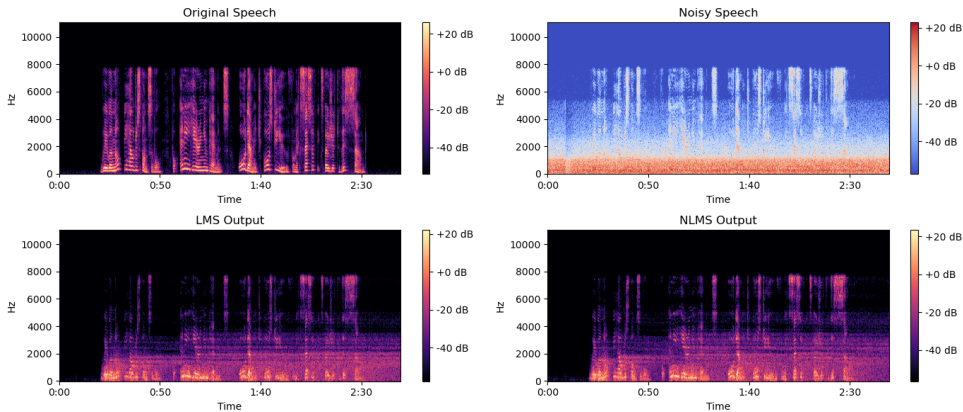 Original Speech
Noisy Speech
Hz
10000
8000
6000
4000
2000
0
0:00
0:50
1:40
2:30
Time
+20 dB
+0 dB
-20 dB
-40 dB
Hz
10000
8000
6000
4000
2000
0
0:00
0:50
1:40
2:30
Time
+20 dB
+0 dB
-20 dB
-40 dB
LMS Output
NLMS Output
Hz
10000
8000
6000
4000
2000
0
0:00
0:50
1:40
2:30
Time
+20 dB
+0 dB
-20 dB
-40 dB
Hz
10000
8000
6000
4000
2000
0
0:00
0:50
1:40
2:30
Time
+20 dB
+0 dB
-20 dB
-40 dB